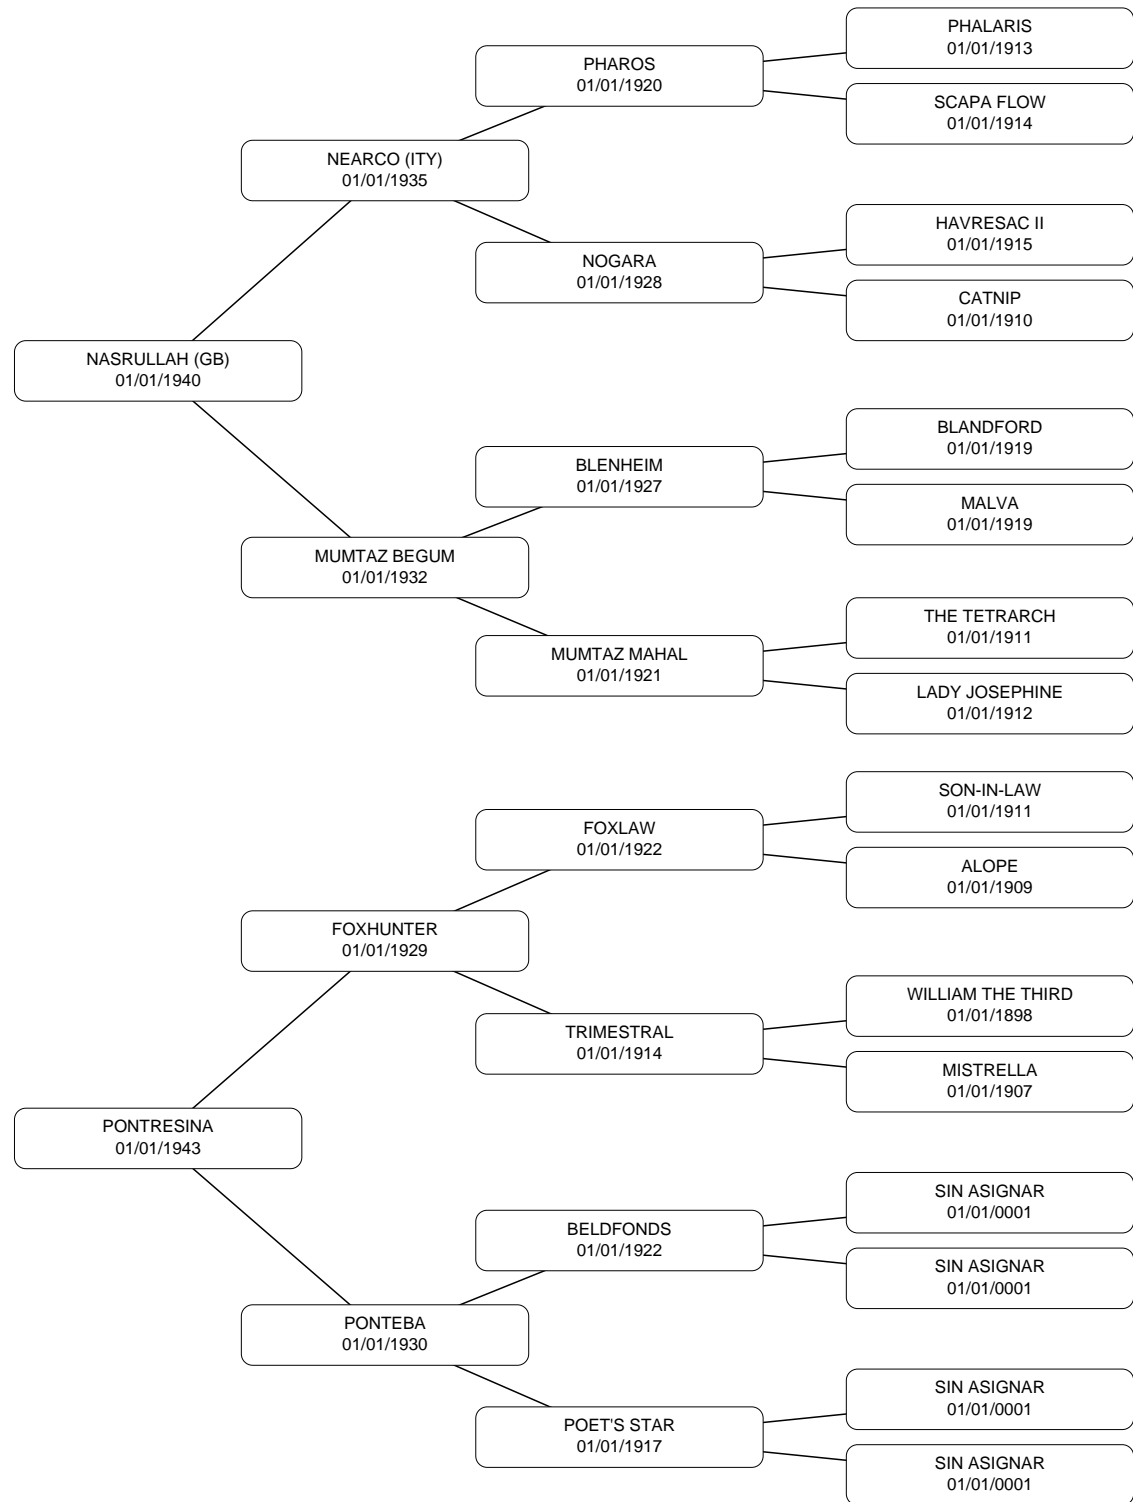 PHALARIS
01/01/1913
PHAROS
01/01/1920
SCAPA FLOW
01/01/1914
NEARCO (ITY)
01/01/1935
HAVRESAC II
01/01/1915
NOGARA
01/01/1928
CATNIP
01/01/1910
NASRULLAH (GB)
01/01/1940
BLANDFORD
01/01/1919
BLENHEIM
01/01/1927
MALVA
01/01/1919
MUMTAZ BEGUM
01/01/1932
THE TETRARCH
01/01/1911
MUMTAZ MAHAL
01/01/1921
LADY JOSEPHINE
01/01/1912
SON-IN-LAW
01/01/1911
FOXLAW
01/01/1922
ALOPE
01/01/1909
FOXHUNTER
01/01/1929
WILLIAM THE THIRD
01/01/1898
TRIMESTRAL
01/01/1914
MISTRELLA
01/01/1907
PONTRESINA
01/01/1943
SIN ASIGNAR
01/01/0001
BELDFONDS
01/01/1922
SIN ASIGNAR
01/01/0001
PONTEBA
01/01/1930
SIN ASIGNAR
01/01/0001
POET'S STAR
01/01/1917
SIN ASIGNAR
01/01/0001